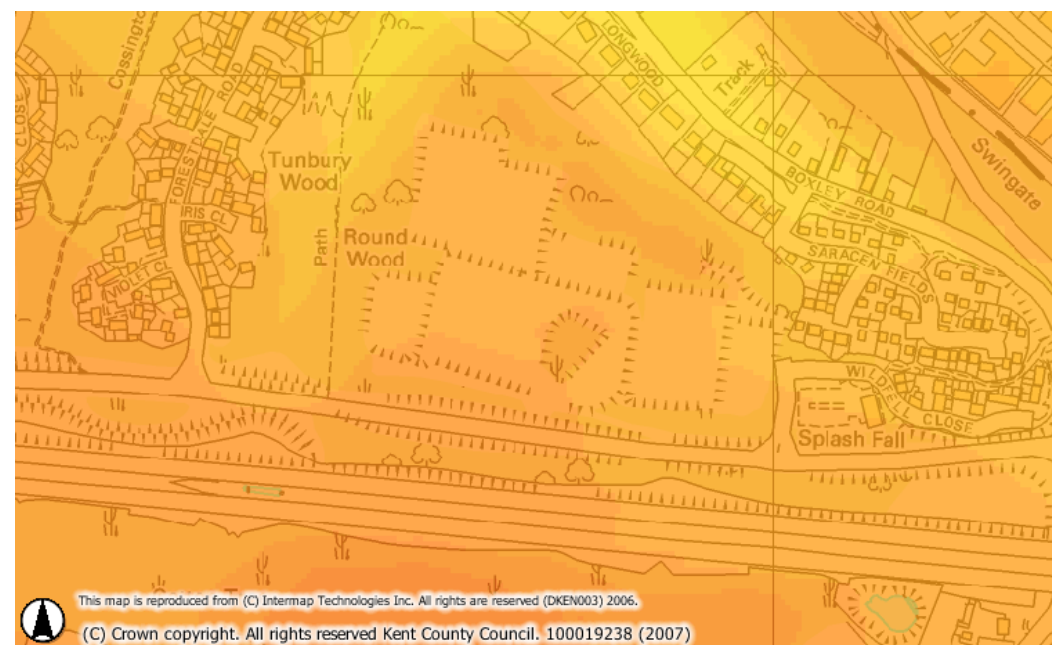 Cossington
CLOSE
FORESTDALE ROAD
Tunbury
Wood
IRIS CL
VIOLET CL
Path
Round
Wood
LONGWOOD
Track
BOXLEY ROAD
Swingate
SARACEN FIELDS
WILDFELL CLOSE
Splash Fall
This map is reproduced from (C) Intermap Technologies Inc. All rights are reserved (DKEN003) 2006.
(C) Crown copyright. All rights reserved Kent County Council. 100019238 (2007)